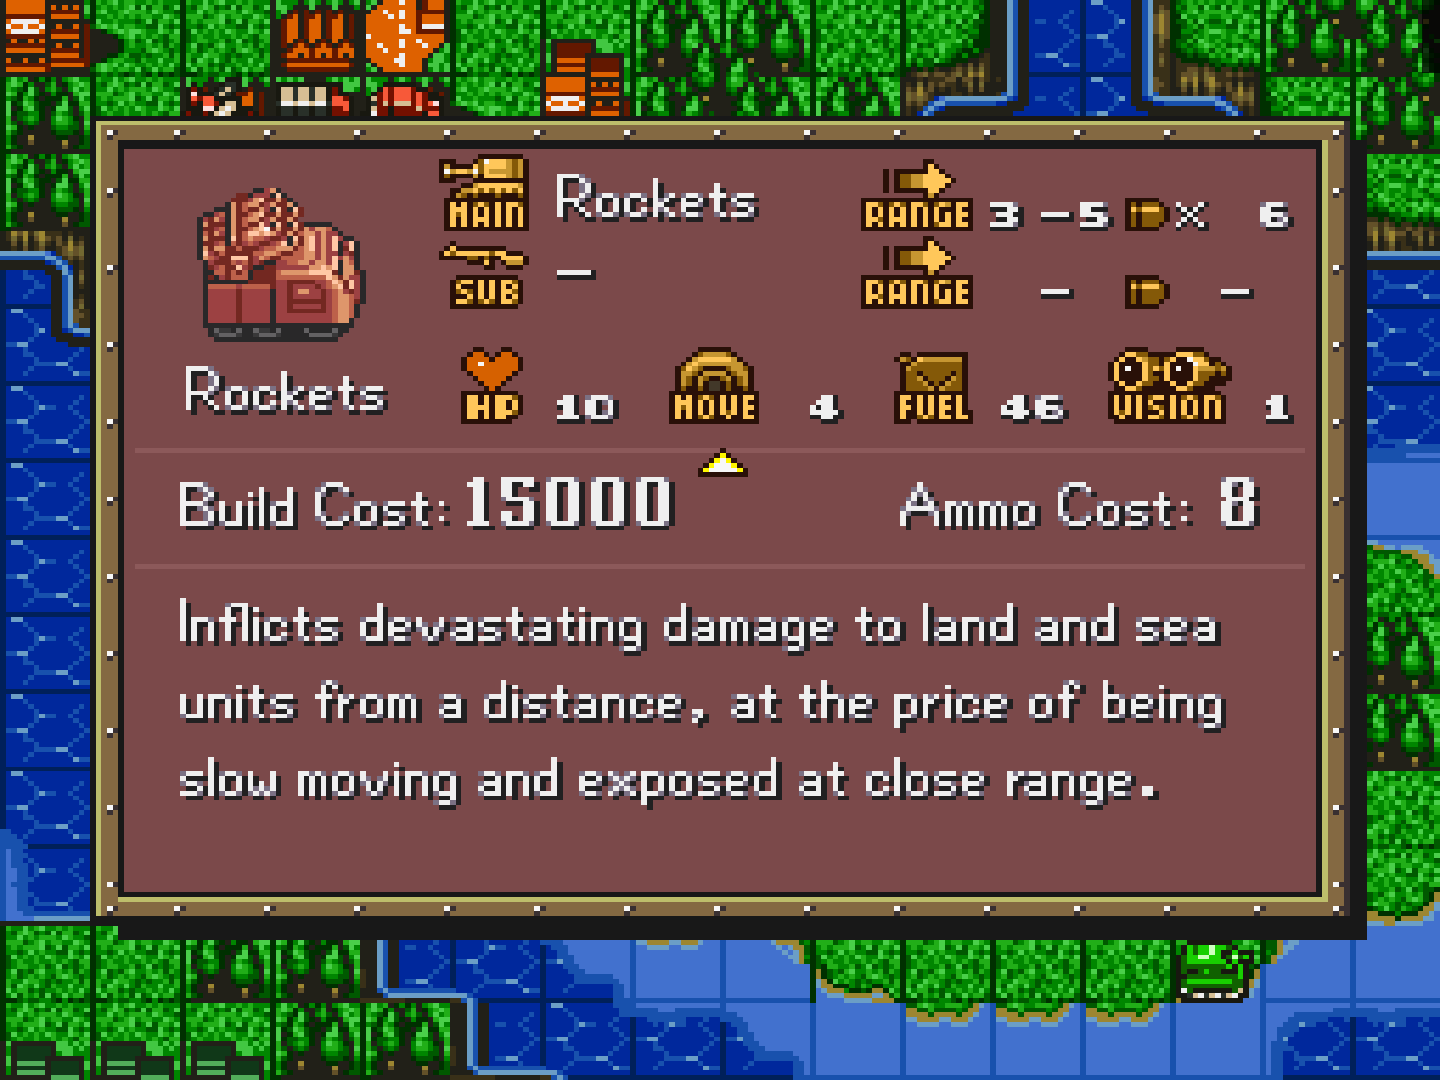 MAIN Rockets RANGE 3 -5 x 6
SUB - RANGE - -
Rockets HP 10 MOVE 4 FUEL 46 VISION 1
Build Cost: 15000 Ammo Cost: 8
Inflicts devastating damage to land and sea
units from a distance, at the price of being
slow moving and exposed at close range.